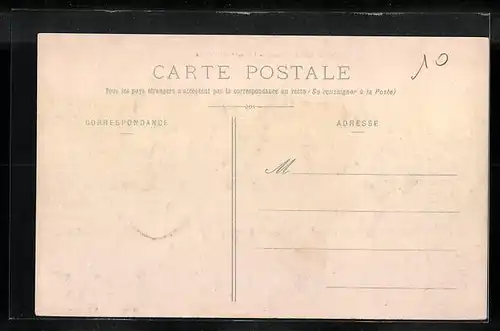 10
CARTE POSTALE
Tous les pays étrangers n'acceptent pas la correspondance au recto (Se renseigner à la Poste)
CORRESPONDANCE
ADRESSE
M